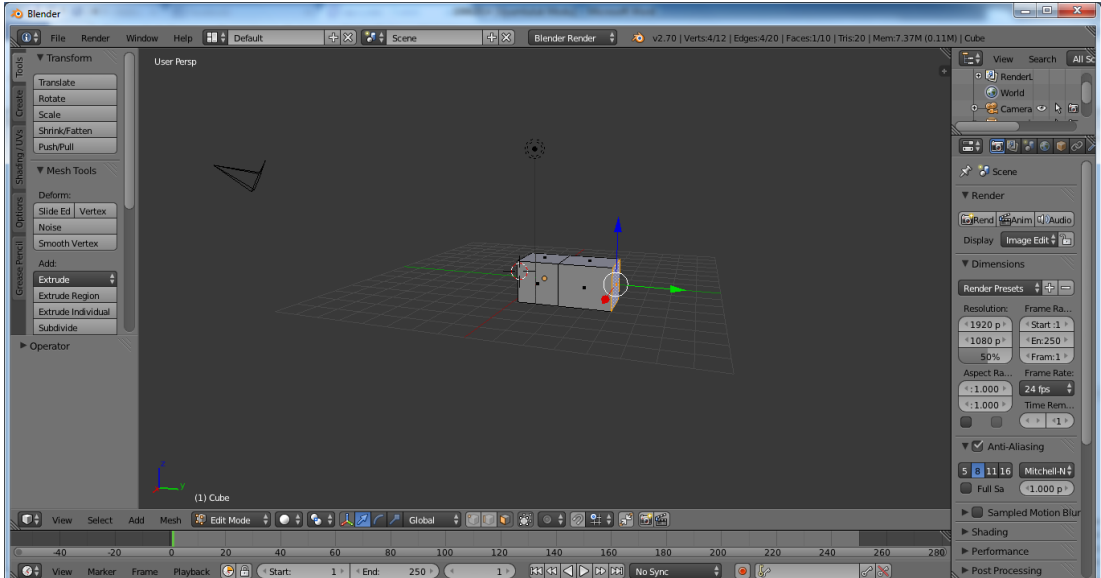 Blender
File Render Window Help Default Scene Blender Render v2.70 | Verts:4/12 | Edges:4/20 | Faces:1/10 | Tris:20 | Mem:7.37M (0.11M) | Cube
Tools
Create
Shading / UVs
Options
Grease Pencil
Transform
Translate
Rotate
Scale
Shrink/Fatten
Push/Pull
Mesh Tools
Deform:
Slide Ed Vertex
Noise
Smooth Vertex
Add:
Extrude
Extrude Region
Extrude Individual
Subdivide
Operator
User Persp
z
y
(1) Cube
View Search All Sc
RenderL
World
Camera
Scene
Render
Rend Anim Audio
Display Image Edit
Dimensions
Render Presets
Resolution: Frame Ra...
1920 p Start :1
1080 p En:250
50% Fram:1
Aspect Ra... Frame Rate:
:1.000 24 fps
:1.000 Time Rem...
1
Anti-Aliasing
5 8 11 16 Mitchell-N
Full Sa 1.000 p
Sampled Motion Blur
Shading
Performance
Post Processing
View Select Add Mesh Edit Mode Global
-40 -20 0 20 40 60 80 100 120 140 160 180 200 220 240 260 280
View Marker Frame Playback Start: 1 End: 250 1 No Sync